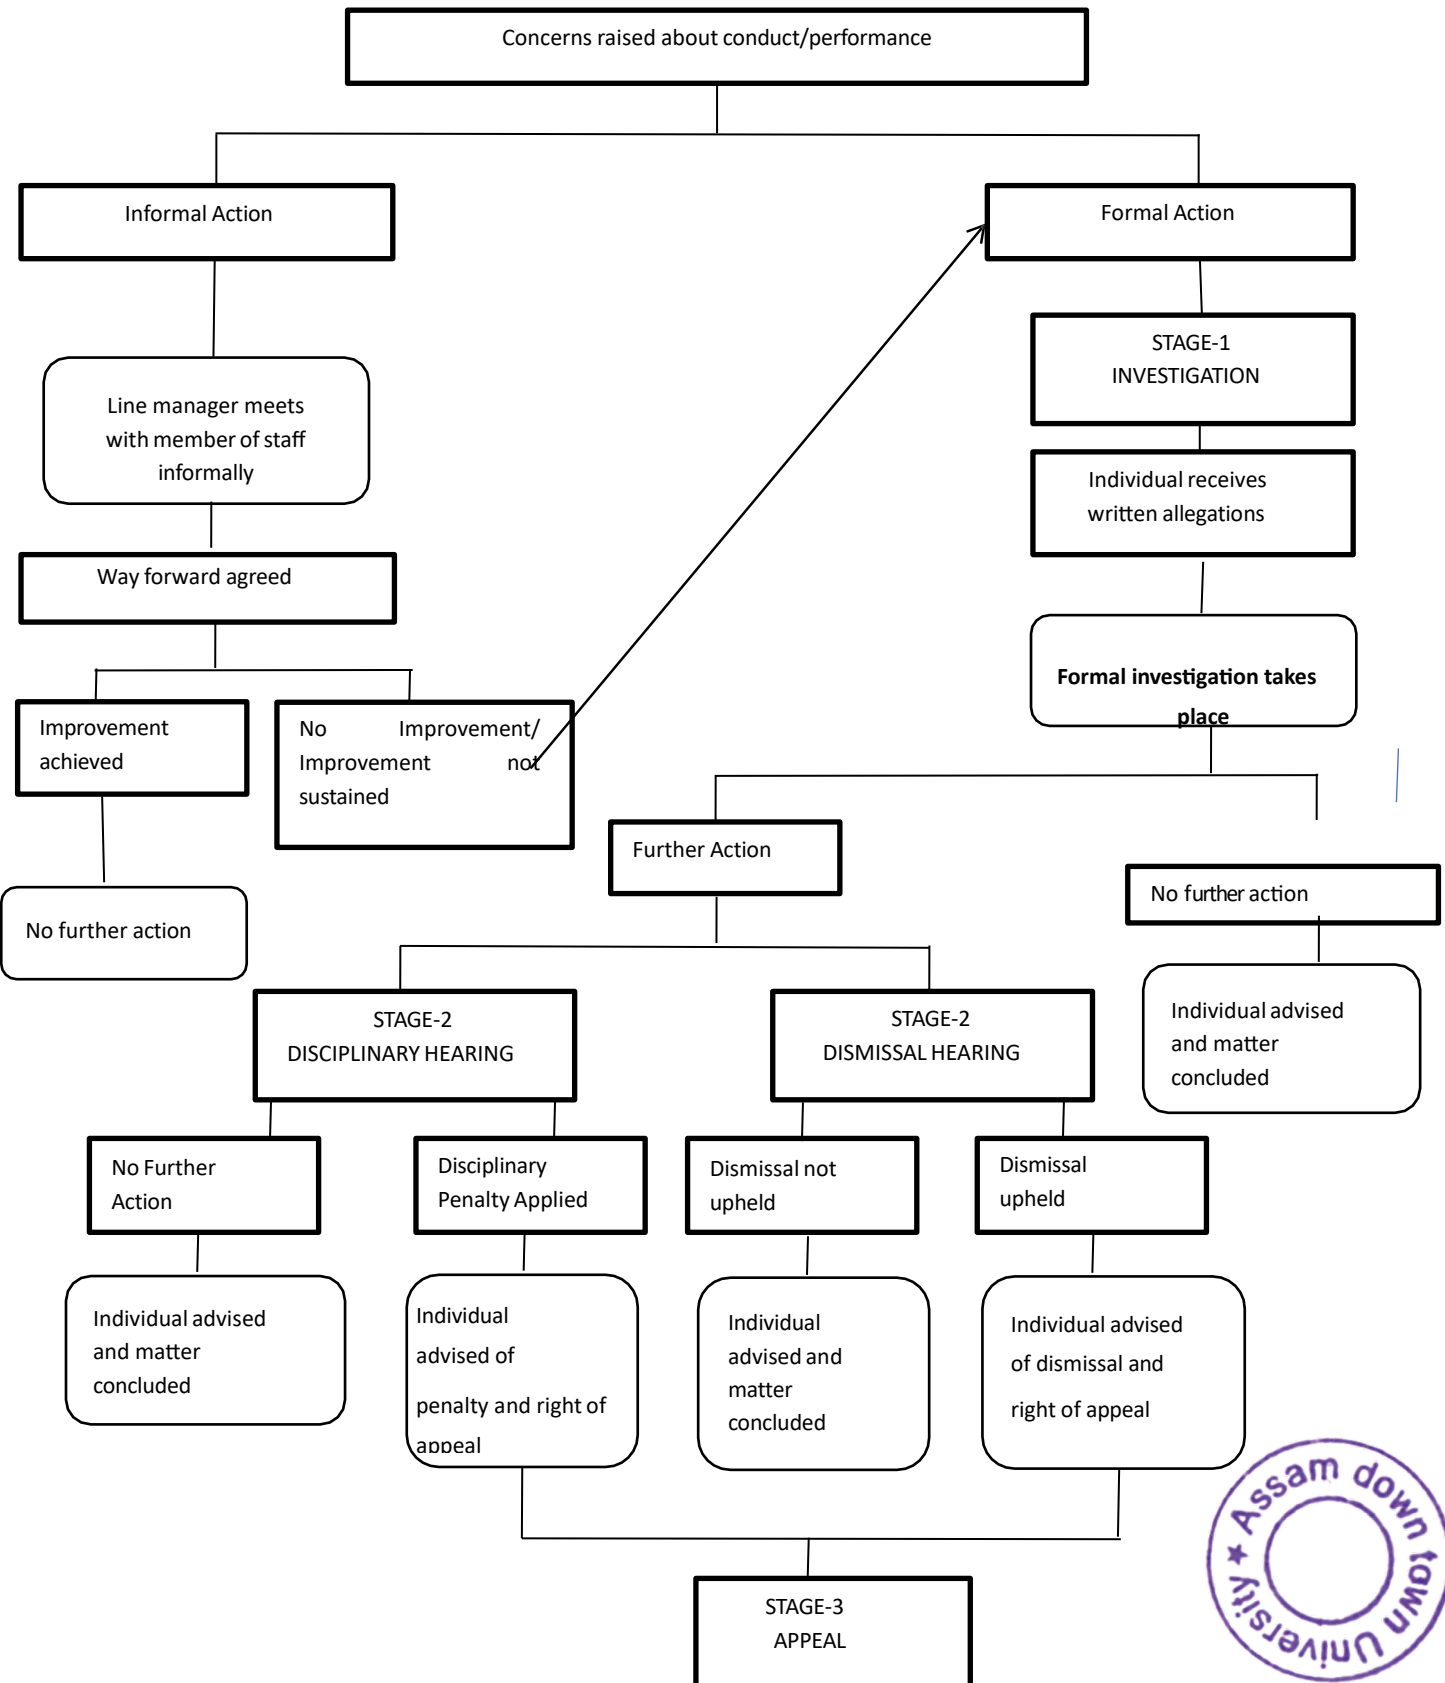 Concerns raised about conduct/performance
Informal Action
Formal Action
STAGE-1
INVESTIGATION
Line manager meets
with member of staff
informally
Individual receives
written allegations
Way forward agreed
Formal investigation takes
place
Improvement
achieved
No Improvement/
Improvement not
sustained
Further Action
No further action
No further action
STAGE-2
DISCIPLINARY HEARING
STAGE-2
DISMISSAL HEARING
Individual advised
and matter
concluded
No Further
Action
Disciplinary
Penalty Applied
Dismissal not
upheld
Dismissal
upheld
Individual advised
and matter
concluded
Individual
advised of
penalty and right of
appeal
Individual
advised and
matter
concluded
Individual advised
of dismissal and
right of appeal
STAGE-3
APPEAL
Assam down town University